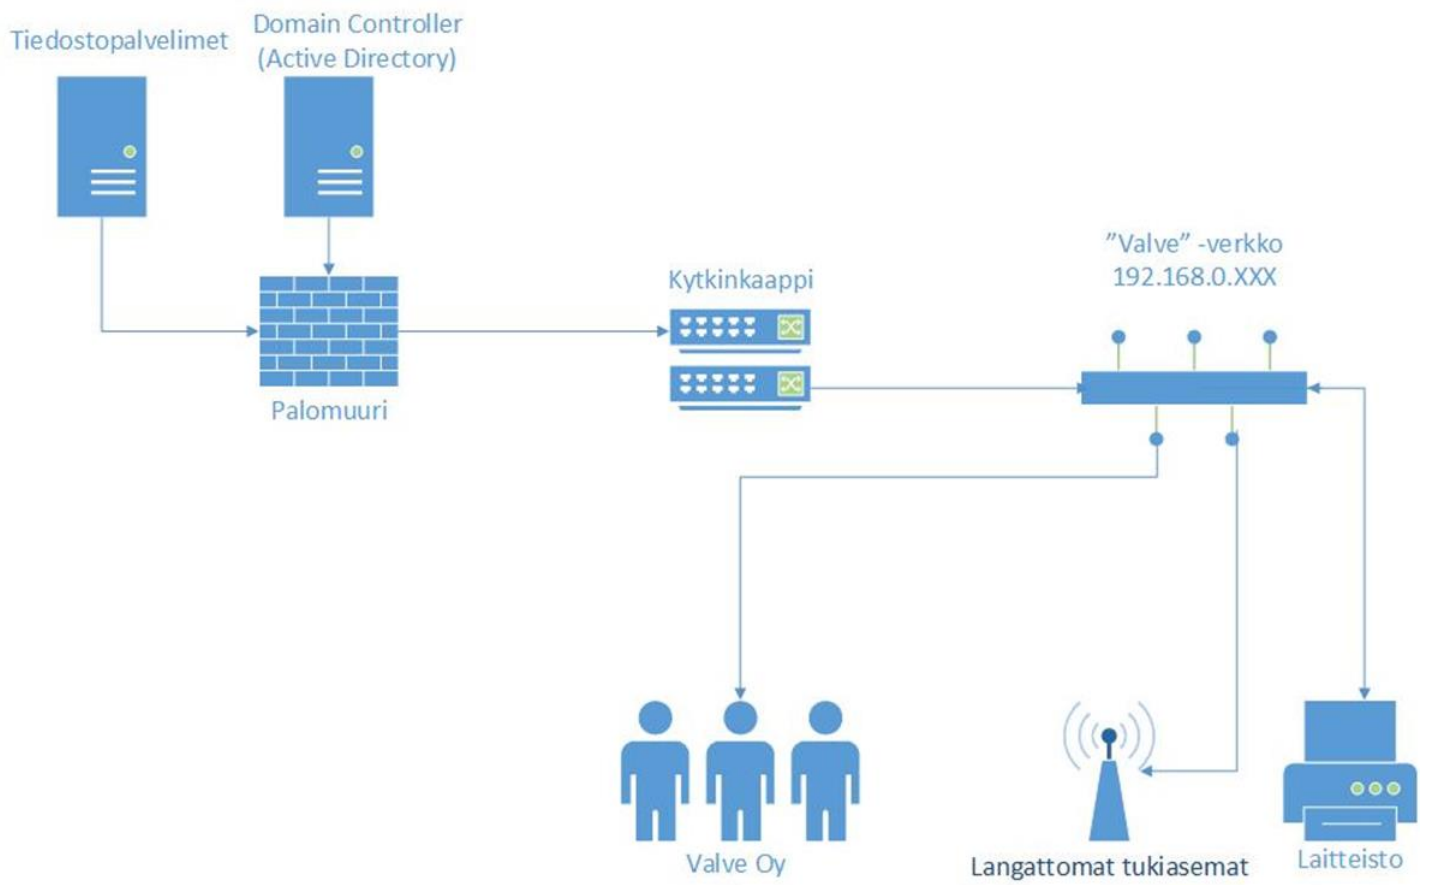 Tiedostopalvelimet
Domain Controller
(Active Directory)
Palomuuri
Kytkinkaappi
”Valve” -verkko
192.168.0.XXX
Valve Oy
Langattomat tukiasemat
Laitteisto